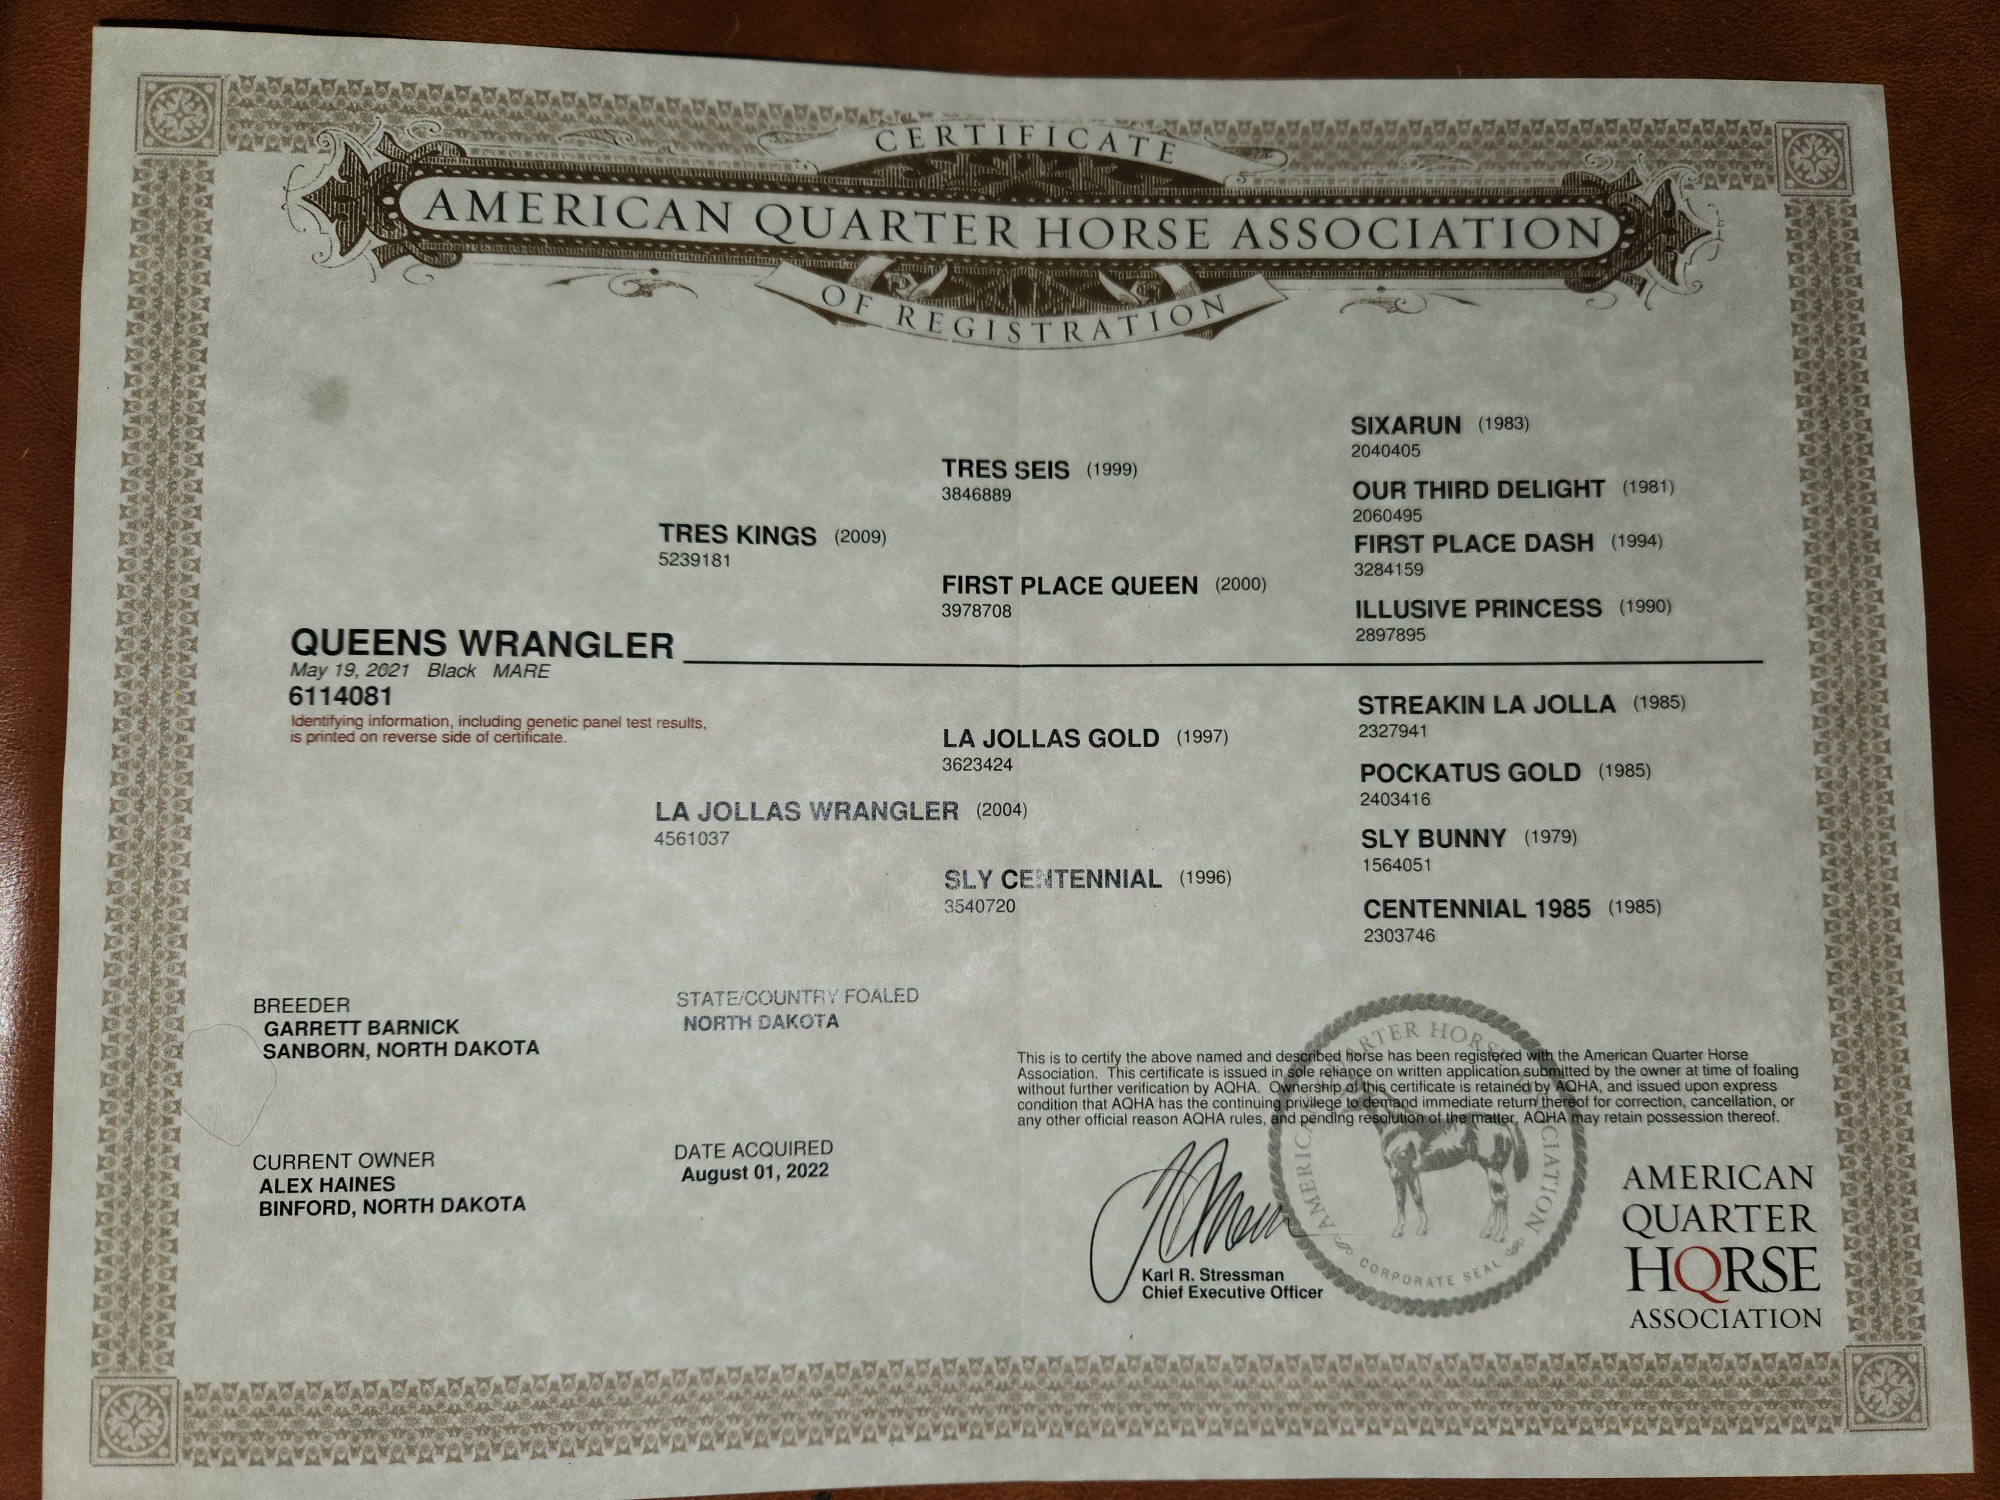 CERTIFICATE
AMERICAN QUARTER HORSE ASSOCIATION
OF REGISTRATION
SIXARUN (1983)
2040405
TRES SEIS (1999)
3846889
OUR THIRD DELIGHT (1981)
2060495
TRES KINGS (2009)
5239181
FIRST PLACE DASH (1994)
3284159
FIRST PLACE QUEEN (2000)
3978708
ILLUSIVE PRINCESS (1990)
2897895
QUEENS WRANGLER
May 19, 2021 Black MARE
6114081
Identifying information, including genetic panel test results,
is printed on reverse side of certificate.
STREAKIN LA JOLLA (1985)
2327941
LA JOLLAS GOLD (1997)
3623424
POCKATUS GOLD (1985)
2403416
LA JOLLAS WRANGLER (2004)
4561037
SLY BUNNY (1979)
1564051
SLY CENTENNIAL (1996)
3540720
CENTENNIAL 1985 (1985)
2303746
BREEDER
GARRETT BARNICK
SANBORN, NORTH DAKOTA
STATE/COUNTRY FOALED
NORTH DAKOTA
This is to certify the above named and described horse has been registered with the American Quarter Horse
Association. This certificate is issued in sole reliance on written application submitted by the owner at time of foaling
without further verification by AQHA. Ownership of this certificate is retained by AQHA, and issued upon express
condition that AQHA has the continuing privilege to demand immediate return thereof for correction, cancellation, or
any other official reason AQHA rules, and pending resolution of the matter, AQHA may retain possession thereof.
CURRENT OWNER
ALEX HAINES
BINFORD, NORTH DAKOTA
DATE ACQUIRED
August 01, 2022
Karl R. Stressman
Chief Executive Officer
AMERICAN QUARTER HORSE ASSOCIATION
CORPORATE SEAL
AMERICAN
QUARTER
HORSE
ASSOCIATION